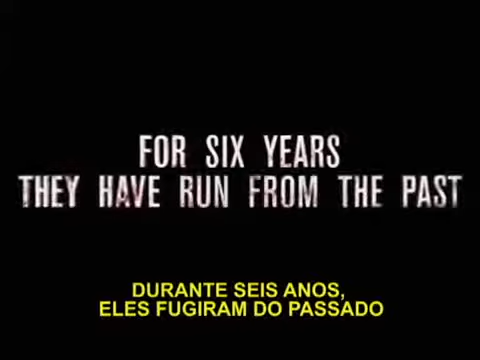 FOR SIX YEARS
THEY HAVE RUN FROM THE PAST
DURANTE SEIS ANOS,
ELES FUGIRAM DO PASSADO